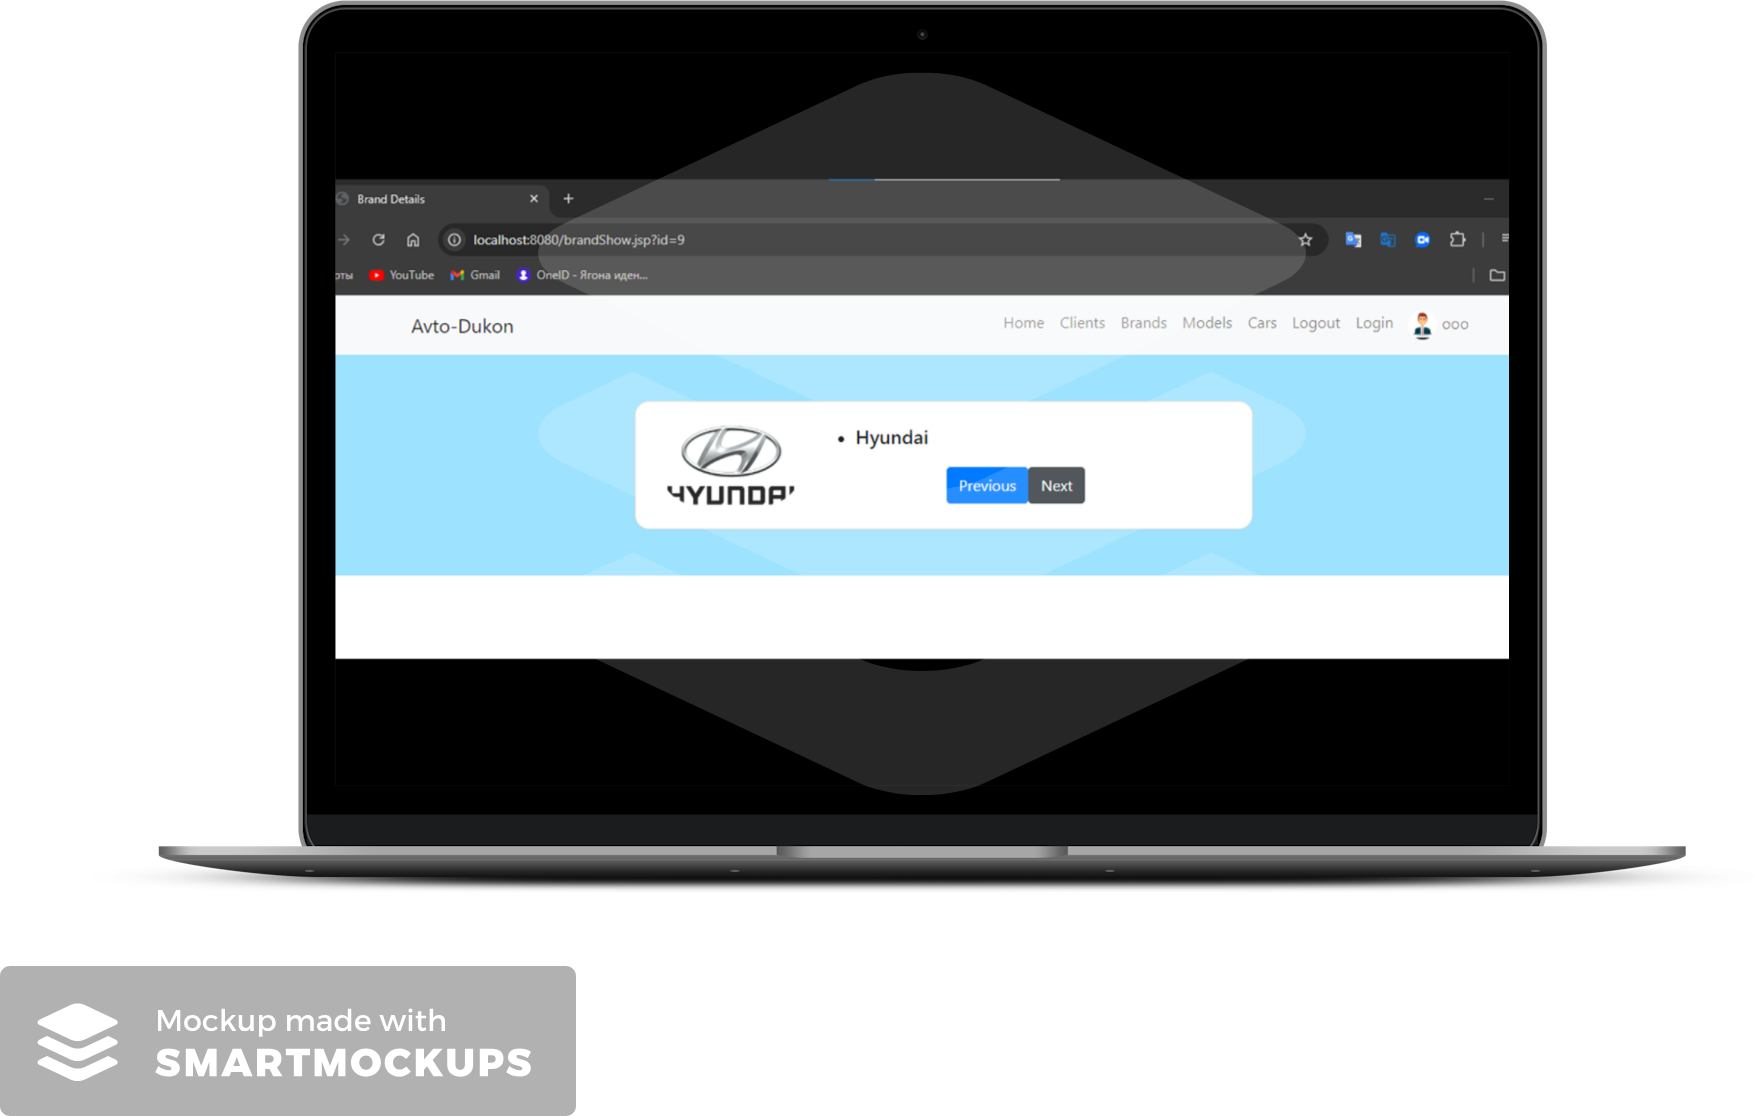 Brand Details
localhost:8080/brandShow.jsp?id=9
рты YouTube Gmail OneID - Ягона иден...
Avto-Dukon Home Clients Brands Models Cars Logout Login ooo
Hyundai
HYUNDAI
Previous Next
Mockup made with
SMARTMOCKUPS